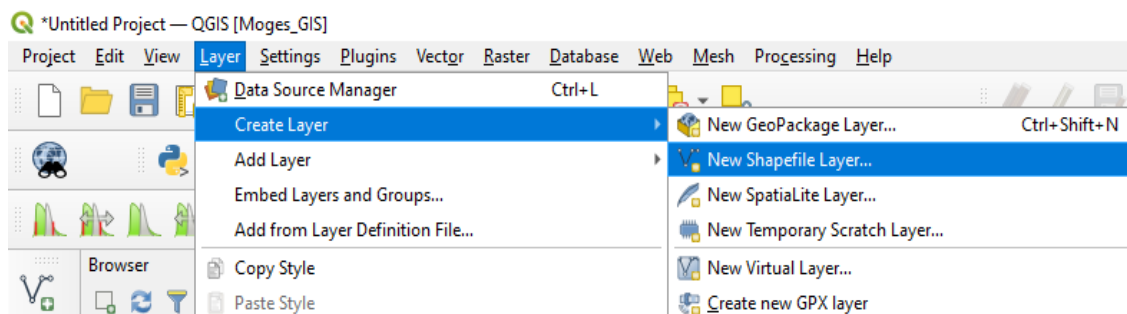 *Untitled Project — QGIS [Moges_GIS]
Project Edit View Layer Settings Plugins Vector Raster Database Web Mesh Processing Help
Data Source Manager Ctrl+L
Create Layer
New GeoPackage Layer... Ctrl+Shift+N
Add Layer
New Shapefile Layer...
Embed Layers and Groups...
New SpatiaLite Layer...
Add from Layer Definition File...
New Temporary Scratch Layer...
Browser
Copy Style
New Virtual Layer...
Paste Style
Create new GPX layer